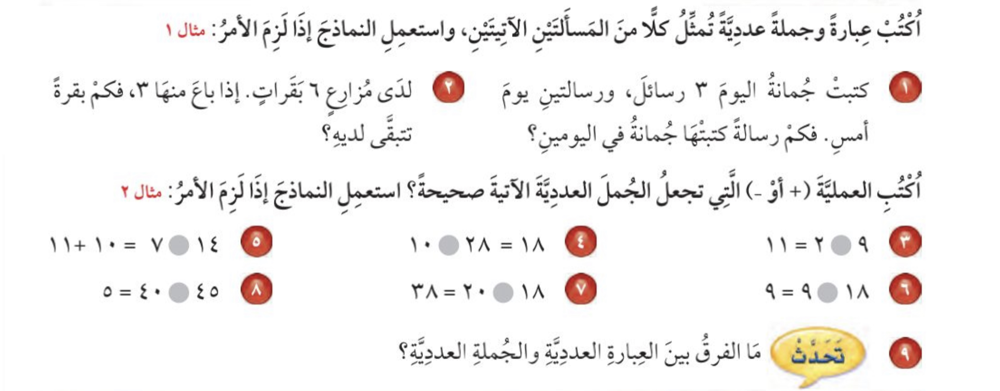 اُكْتُبْ عِبارةً وجملةً عددِيَّةً تُمثِّلُ كلًّا منَ المَسألَتَيْنِ الآتِيتَيْنِ، واستعمِلِ النماذجَ إذَا لَزِمَ الأمرُ: مثال ١
١ كتبتْ جُمانةُ اليومَ ٣ رسائلَ، ورسالتينِ يومَ
أمسِ. فكمْ رسالةً كتبتْهَا جُمانةُ في اليومينِ؟
٢ لدَى مُزارِعٍ ٦ بَقَراتٍ. إذا باعَ منهَا ٣، فكمْ بقرةً
تتبقَّى لديهِ؟
اُكْتُبِ العمليَّةَ (+ أوْ -) الَّتِي تجعلُ الجُملَ العددِيَّةَ الآتيةَ صحيحةً؟ استعمِلِ النماذجَ إذَا لَزِمَ الأمرُ: مثال ٢
٣ ٩ ● ٢ = ١١
٤ ١٨ = ٢٨ ● ١٠
٥ ١٤ ● ٧ = ١٠ + ١١
٦ ١٨ ● ٩ = ٩
٧ ١٨ ● ٢٠ = ٣٨
٨ ٤٥ ● ٤٠ = ٥
٩ تَحَدَّثْ مَا الفرقُ بينَ العِبارةِ العددِيَّةِ والجُملةِ العددِيَّةِ؟